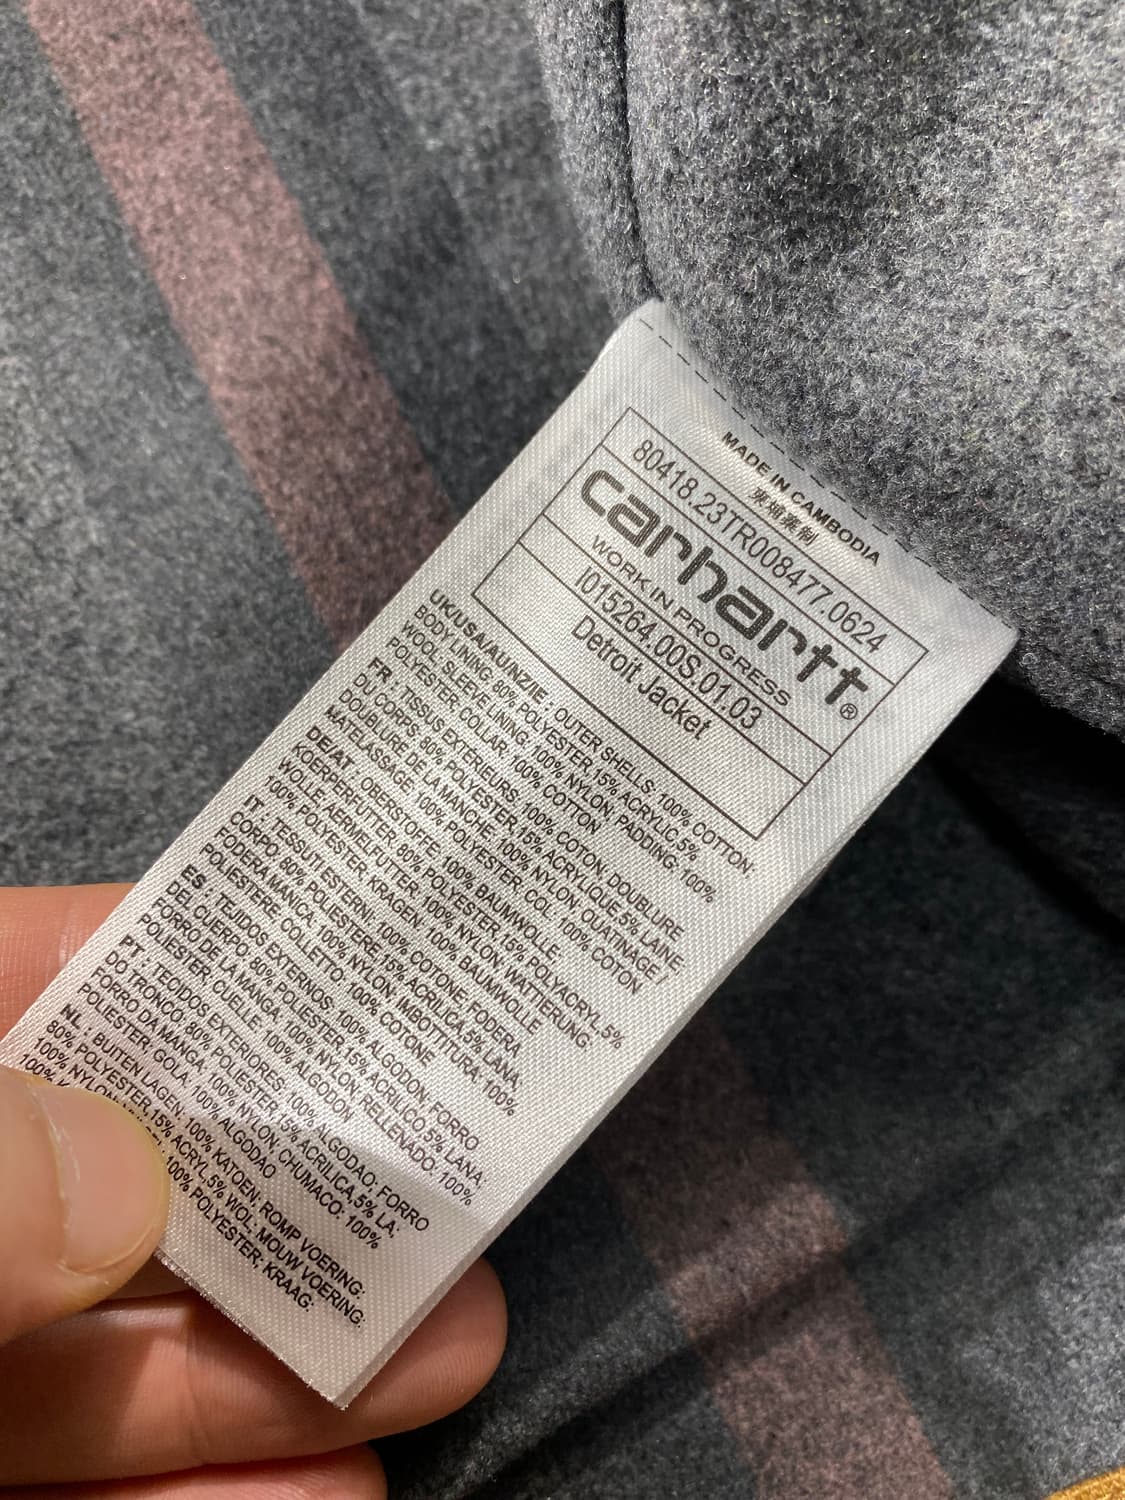 MADE IN CAMBODIA
柬埔寨制
80418.23TR008477.0624
carhartt®
WORK IN PROGRESS
I015264.00S.01.03
Detroit Jacket
UK/USA/AU/NZ/IE : OUTER SHELLS: 100% COTTON;
BODY LINING: 80% POLYESTER,15% ACRYLIC,5%
WOOL; SLEEVE LINING: 100% NYLON; PADDING: 100%
POLYESTER; COLLAR: 100% COTTON
FR : TISSUS EXTERIEURS: 100% COTON; DOUBLURE
DU CORPS: 80% POLYESTER,15% ACRYLIQUE,5% LAINE;
DOUBLURE DE LA MANCHE: 100% NYLON; OUATINAGE /
MATELASSAGE: 100% POLYESTER; COL: 100% COTON
DE/AT : OBERSTOFFE: 100% BAUMWOLLE;
KOERPERFUTTER: 80% POLYESTER,15% POLYACRYL,5%
WOLLE; AERMELFUTTER: 100% NYLON; WATTIERUNG:
100% POLYESTER; KRAGEN: 100% BAUMWOLLE
IT : TESSUTI ESTERNI: 100% COTONE; FODERA
CORPO: 80% POLIESTERE,15% ACRILICA,5% LANA;
FODERA MANICA: 100% NYLON; IMBOTTITURA: 100%
POLIESTERE; COLLETTO: 100% COTONE
ES : TEJIDOS EXTERNOS: 100% ALGODON; FORRO
DEL CUERPO: 80% POLIESTER,15% ACRILICO,5% LANA;
FORRO DE LA MANGA: 100% NYLON; RELLENADO: 100%
POLIESTER; CUELLE: 100% ALGODON
PT : TECIDOS EXTERIORES: 100% ALGODAO; FORRO
DO TRONCO: 80% POLIESTER,15% ACRILICA,5% LA;
FORRO DA MANGA: 100% NYLON; CHUMACO: 100%
POLIESTER; GOLA: 100% ALGODAO
NL : BUITEN LAGEN: 100% KATOEN; ROMP VOERING:
80% POLYESTER,15% ACRYL,5% WOL; MOUW VOERING:
100% NYLON; 100% POLYESTER; KRAAG:
100%